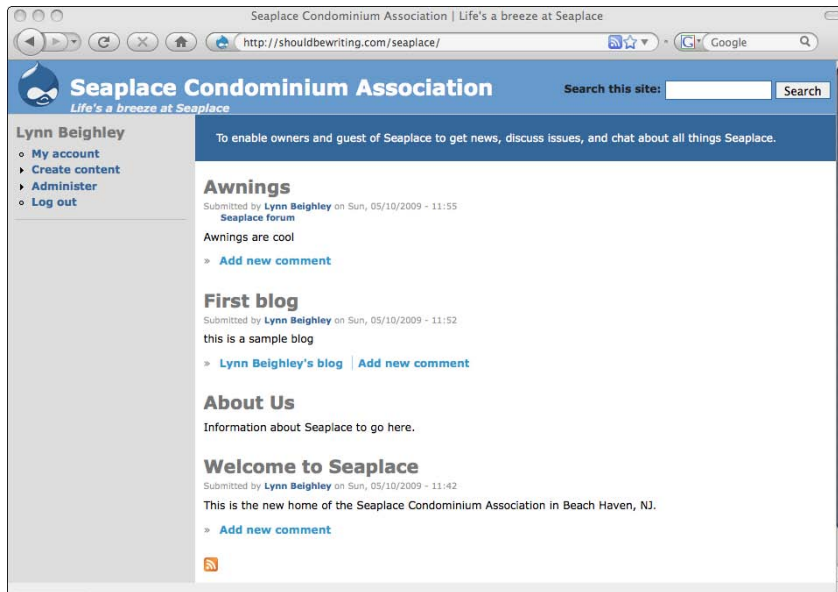 Seaplace Condominium Association | Life's a breeze at Seaplace
http://shouldbewriting.com/seaplace/
G Google
Seaplace Condominium Association
Life's a breeze at Seaplace
Search this site:
Search
Lynn Beighley
My account
Create content
Administer
Log out
To enable owners and guest of Seaplace to get news, discuss issues, and chat about all things Seaplace.
Awnings
Submitted by Lynn Beighley on Sun, 05/10/2009 - 11:55
Seaplace forum
Awnings are cool
» Add new comment
First blog
Submitted by Lynn Beighley on Sun, 05/10/2009 - 11:52
this is a sample blog
» Lynn Beighley's blog | Add new comment
About Us
Information about Seaplace to go here.
Welcome to Seaplace
Submitted by Lynn Beighley on Sun, 05/10/2009 - 11:42
This is the new home of the Seaplace Condominium Association in Beach Haven, NJ.
» Add new comment